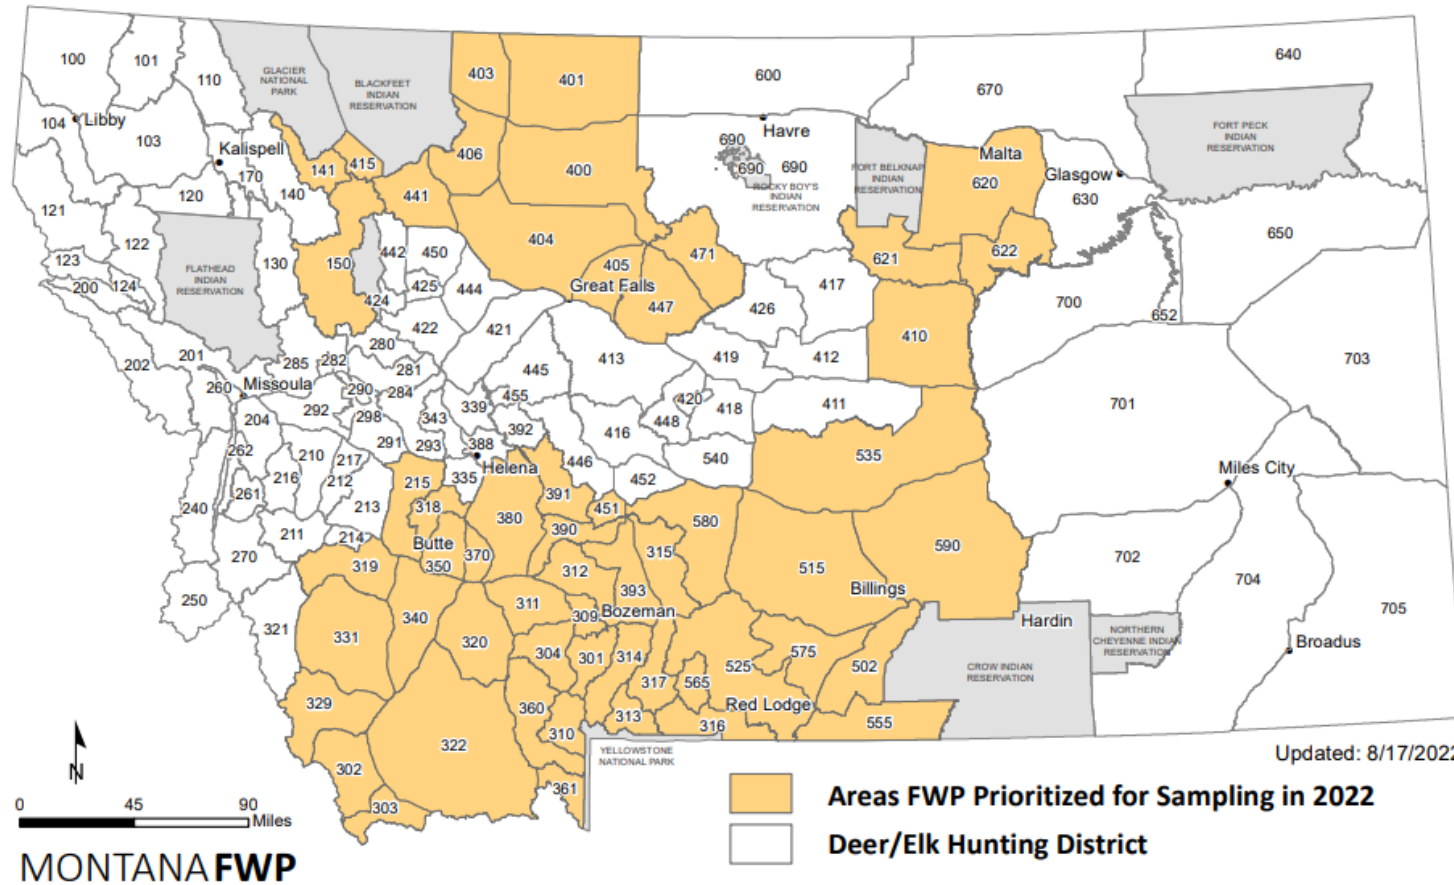 640
600
670
403
401
100
101
110
GLACIER
NATIONAL
PARK
BLACKFEET
INDIAN
RESERVATION
104
Libby
103
Kalispell
170
120
140
141
415
406
400
441
Havre
690
690
690
ROCKY BOY'S
INDIAN
RESERVATION
FORT BELKNAP
INDIAN
RESERVATION
Malta
620
Glasgow
630
FORT PECK
INDIAN
RESERVATION
121
122
123
124
200
FLATHEAD
INDIAN
RESERVATION
130
150
442
450
425
424
444
422
404
405
Great Falls
447
471
621
622
650
700
652
417
426
410
703
280
421
281
282
285
284
290
201
202
260
Missoula
204
292
298
413
419
412
445
455
339
343
392
420
418
448
416
411
701
291
293
388
Helena
335
446
452
540
535
Miles City
262
210
217
216
212
261
213
240
211
214
270
250
215
318
Butte
350
370
380
391
451
390
580
315
312
393
515
590
Billings
702
704
705
319
321
331
340
320
311
309
Bozeman
304
301
314
317
565
525
575
502
Red Lodge
555
Hardin
NORTHERN
CHEYENNE INDIAN
RESERVATION
CROW INDIAN
RESERVATION
Broadus
329
322
302
303
360
310
313
316
361
YELLOWSTONE
NATIONAL PARK
Updated: 8/17/2022
N
0 45 90
Miles
Areas FWP Prioritized for Sampling in 2022
Deer/Elk Hunting District
MONTANA FWP